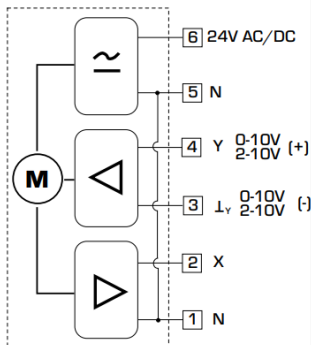 6 24V AC/DC
5 N
4 Y 0-10V 2-10V (+)
M
3 ⊥Y 0-10V 2-10V (-)
2 X
1 N